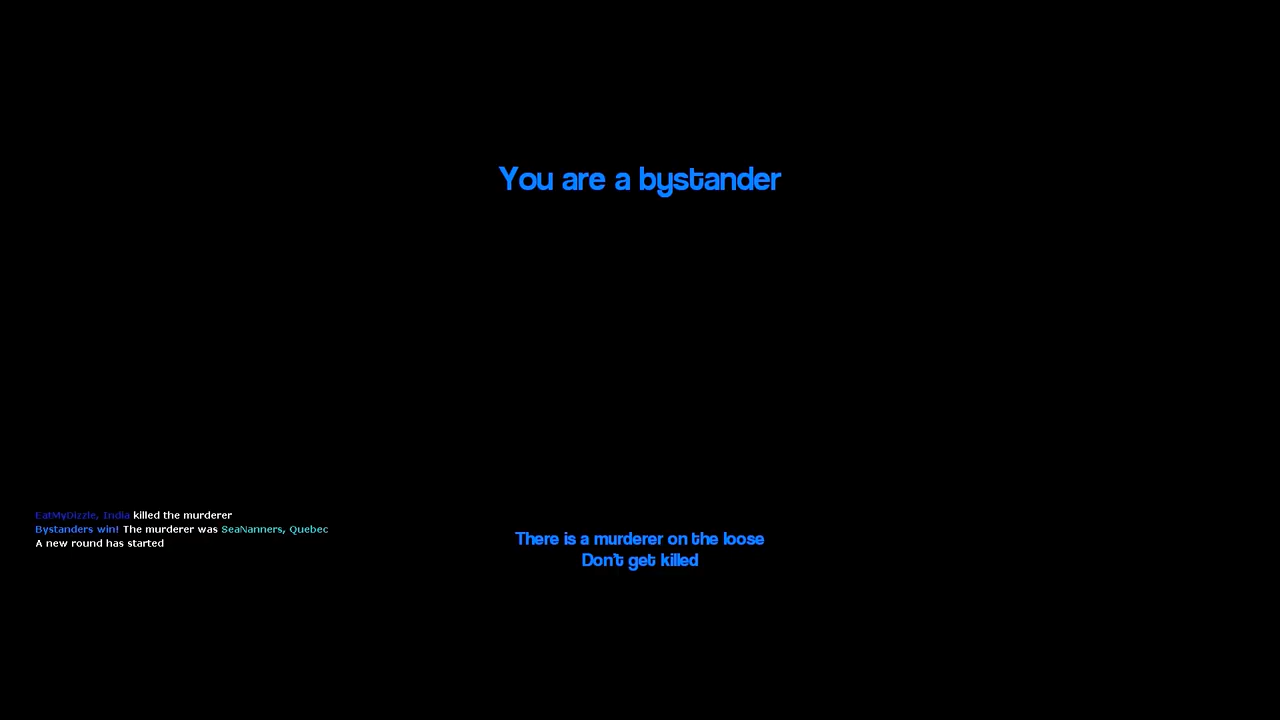 You are a bystander
EatMyDizzle, India killed the murderer
Bystanders win! The murderer was SeaNanners, Quebec
A new round has started
There is a murderer on the loose
Don't get killed